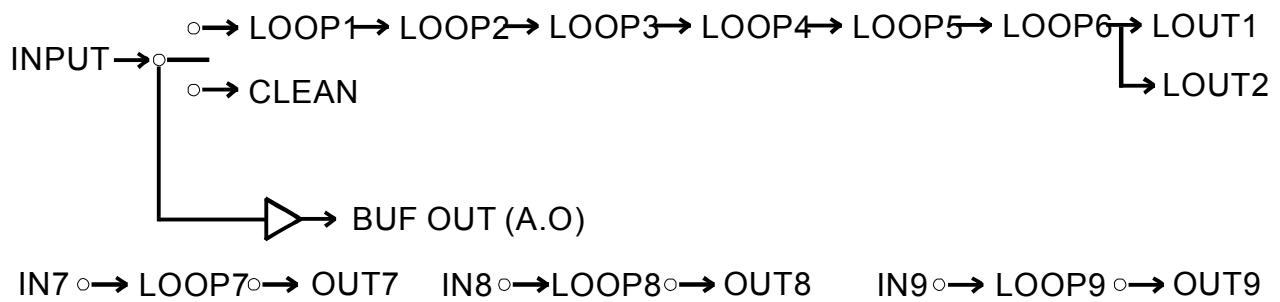 LOOP1 LOOP2 LOOP3 LOOP4 LOOP5 LOOP6 LOUT1
INPUT
CLEAN
LOUT2
BUF OUT (A.O)
IN7 LOOP7 OUT7 IN8 LOOP8 OUT8 IN9 LOOP9 OUT9